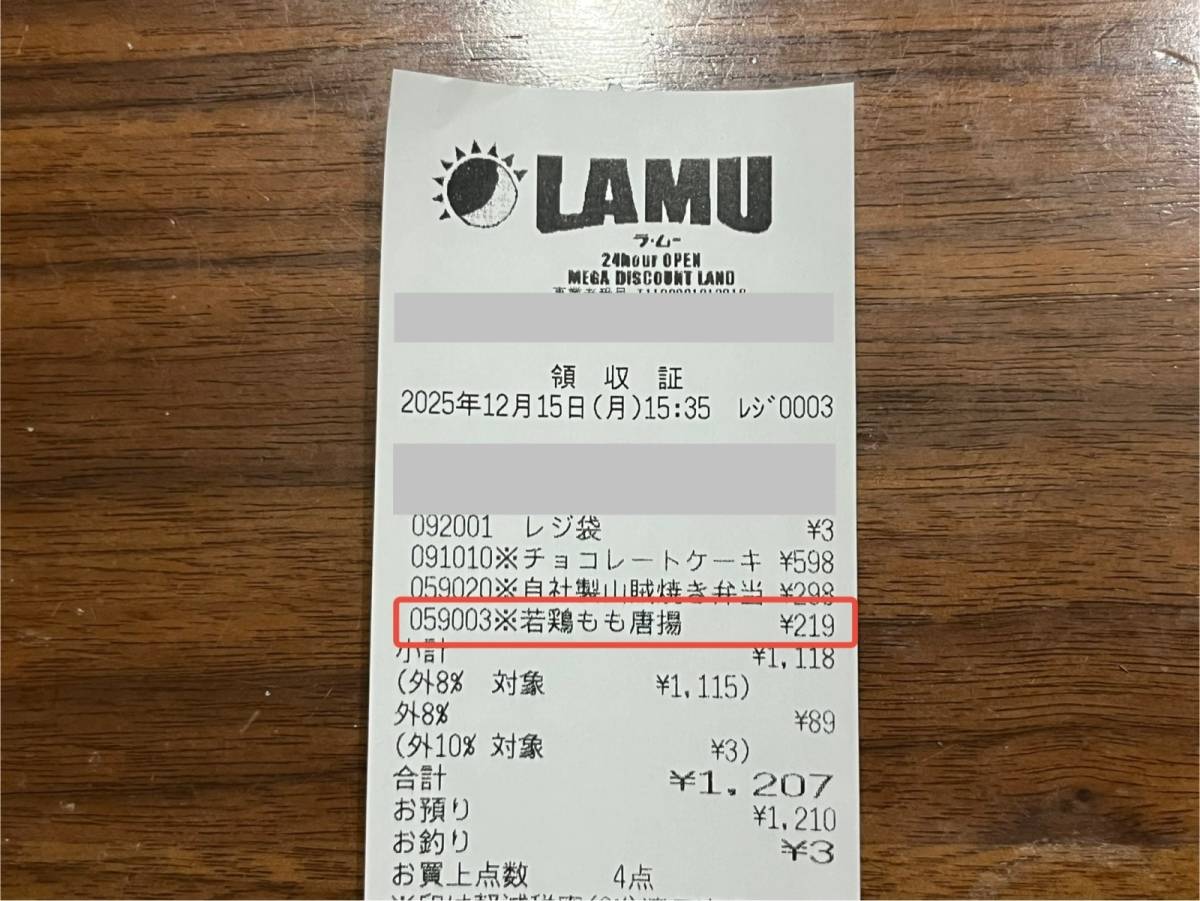 LAMU
ラ・ムー
24hour OPEN
MEGA DISCOUNT LAND
領収証
2025年12月15日(月)15:35 レジ0003
092001 レジ袋 ¥3
091010※チョコレートケーキ ¥598
059020※自社製山賊焼き弁当 ¥298
059003※若鶏もも唐揚 ¥219
小計 ¥1,118
(外8% 対象 ¥1,115)
外8% ¥89
(外10% 対象 ¥3)
合計 ¥1,207
お預り ¥1,210
お釣り ¥3
お買上点数 4点